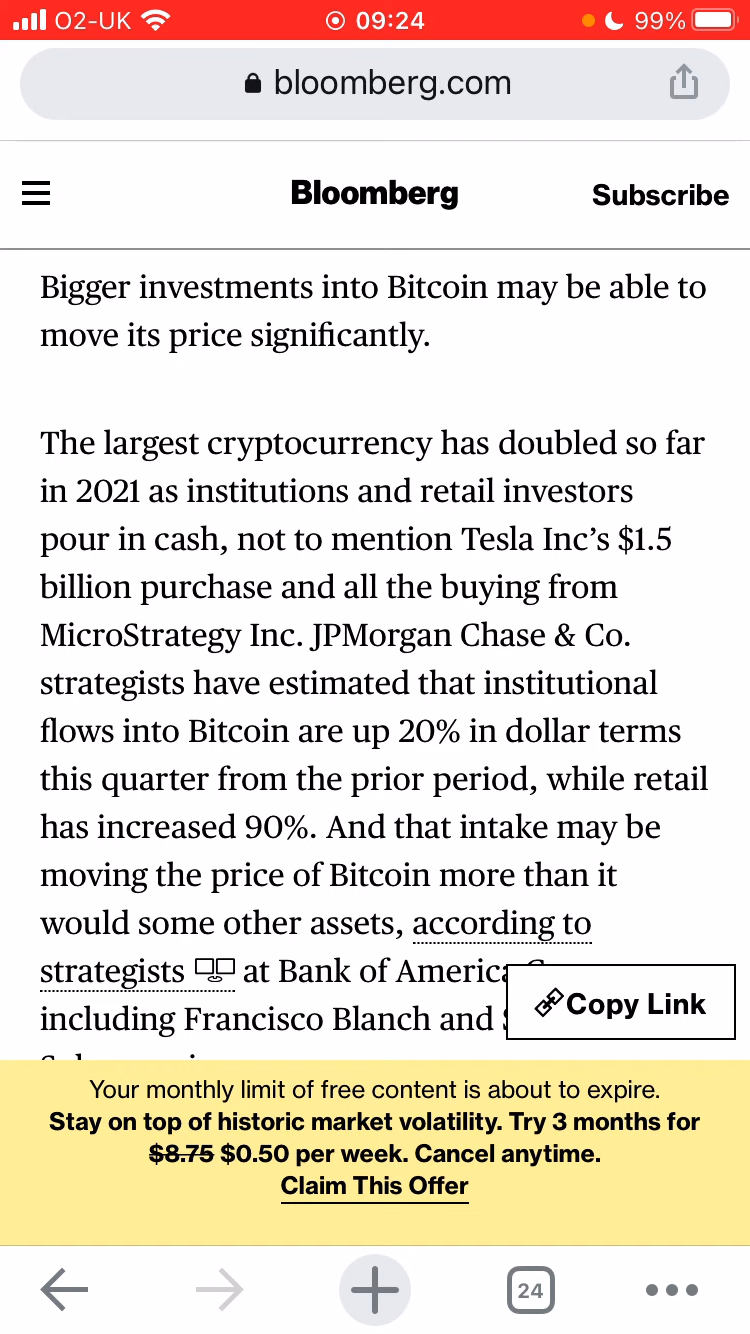 O2-UK 09:24 99%
bloomberg.com
Bloomberg Subscribe
Bigger investments into Bitcoin may be able to
move its price significantly.
The largest cryptocurrency has doubled so far
in 2021 as institutions and retail investors
pour in cash, not to mention Tesla Inc’s $1.5
billion purchase and all the buying from
MicroStrategy Inc. JPMorgan Chase & Co.
strategists have estimated that institutional
flows into Bitcoin are up 20% in dollar terms
this quarter from the prior period, while retail
has increased 90%. And that intake may be
moving the price of Bitcoin more than it
would some other assets, according to
strategists at Bank of America
including Francisco Blanch and
Copy Link
Your monthly limit of free content is about to expire.
Stay on top of historic market volatility. Try 3 months for
$8.75 $0.50 per week. Cancel anytime.
Claim This Offer
24